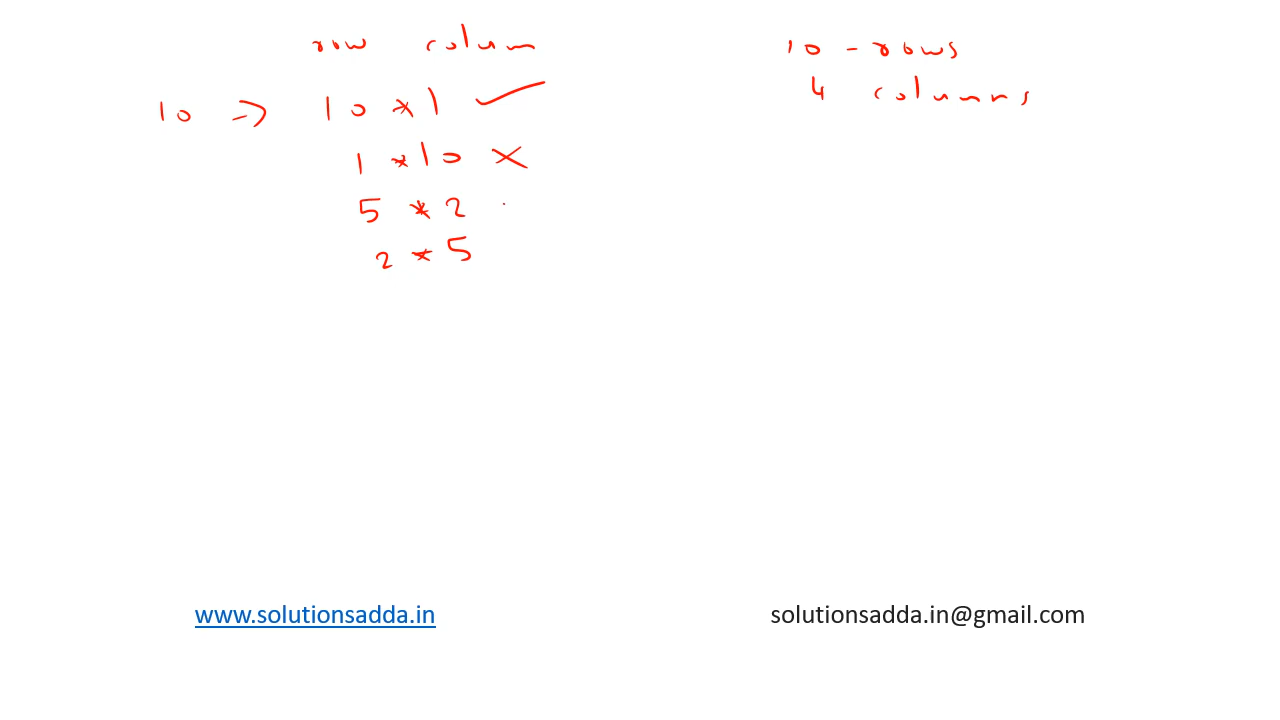 row column
10 => 10 * 1 ✓
1 * 10 ×
5 * 2
2 * 5
10 - rows
4 columns
www.solutionsadda.in
solutionsadda.in@gmail.com